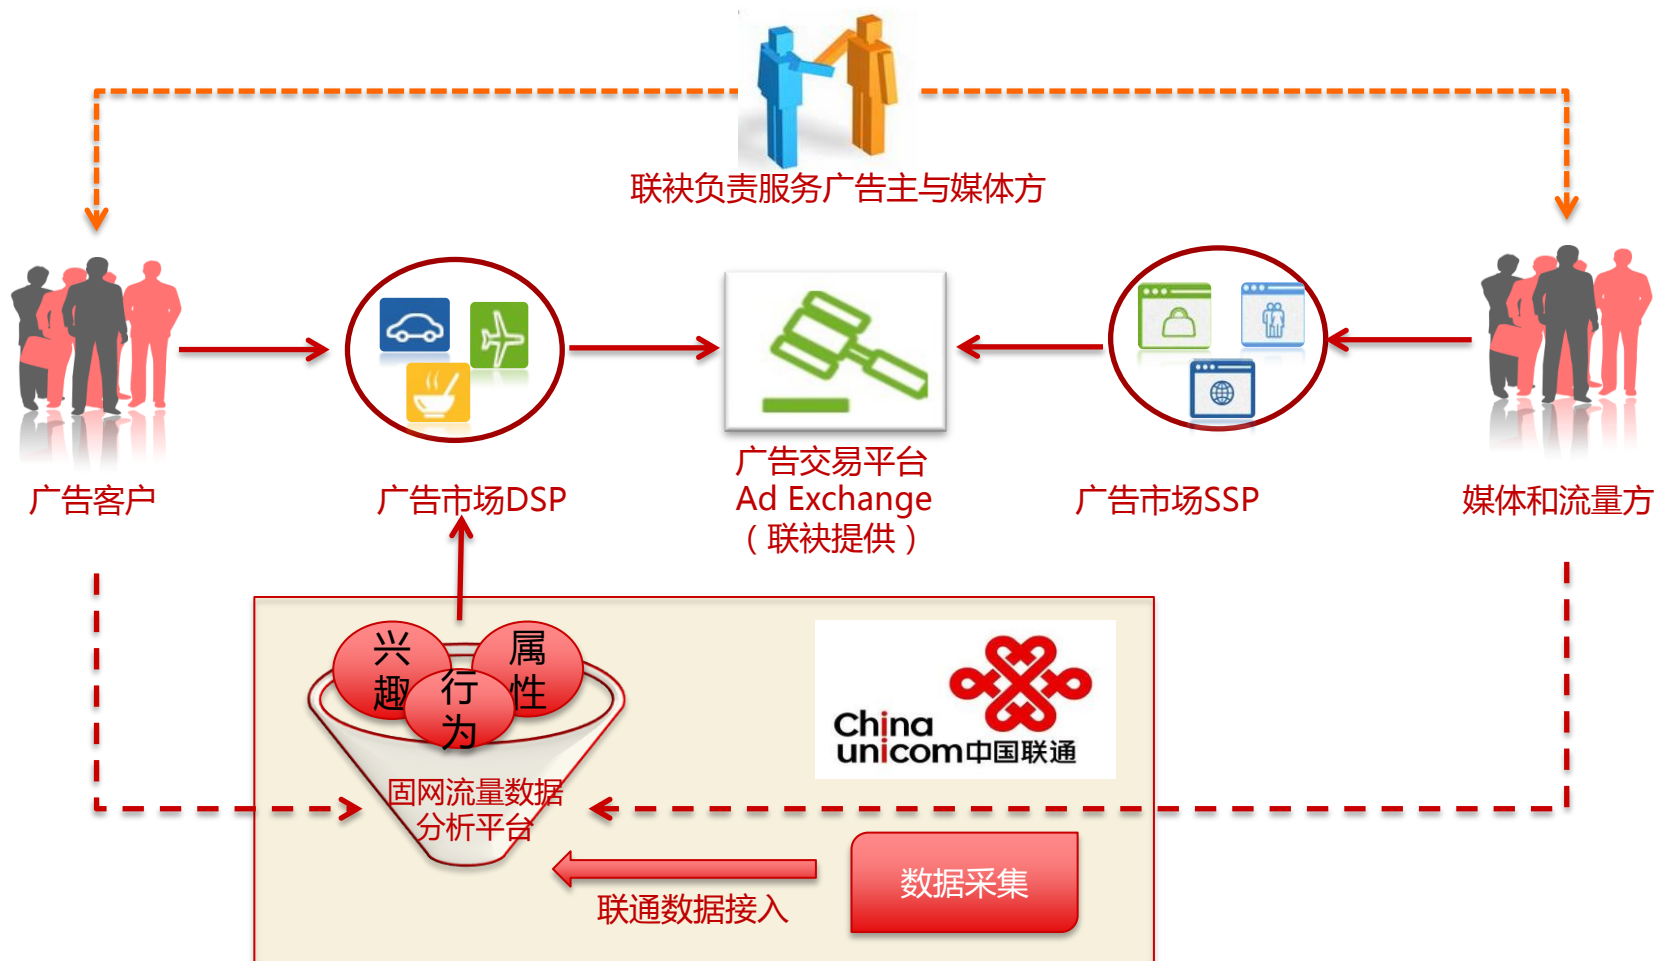 联袂负责服务广告主与媒体方
广告客户
广告市场DSP
广告交易平台
Ad Exchange
（联袂提供）
广告市场SSP
媒体和流量方
兴
趣
行
为
属
性
China
unicom中国联通
固网流量数据
分析平台
联通数据接入
数据采集